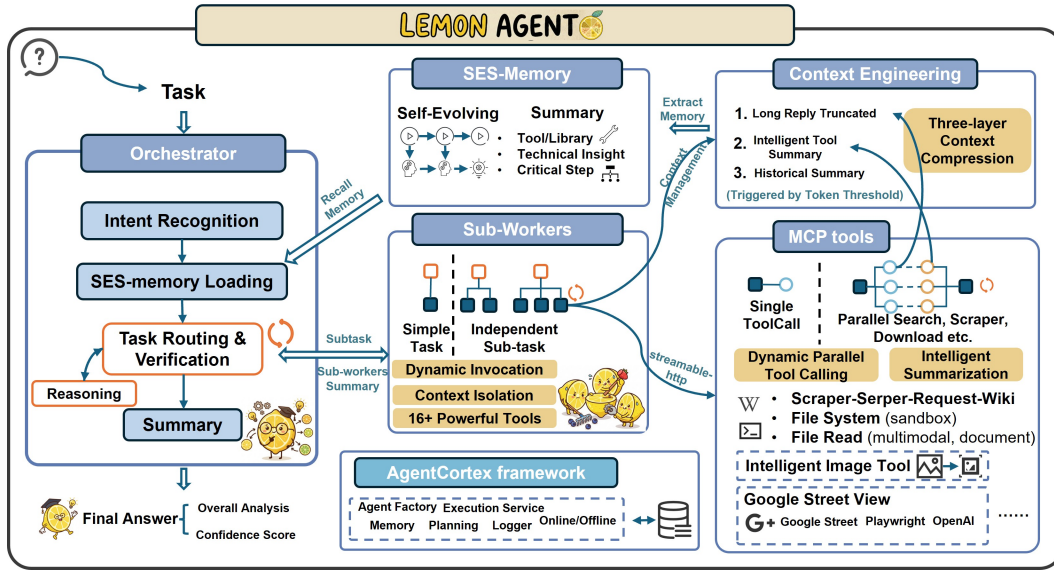 LEMON AGENT
?
Task
Orchestrator
Intent Recognition
SES-memory Loading
Task Routing &
Verification
Reasoning
Summary
Final Answer
Overall Analysis
Confidence Score
Recall
Memory
Subtask
Sub-workers
Summary
SES-Memory
Self-Evolving
Summary
• Tool/Library
• Technical Insight
• Critical Step
Sub-Workers
Simple
Task
Independent
Sub-task
Dynamic Invocation
Context Isolation
16+ Powerful Tools
AgentCortex framework
Agent Factory Execution Service
Memory Planning Logger Online/Offline
Extract
Memory
Context
Management
streamable-
http
Context Engineering
1. Long Reply Truncated
2. Intelligent Tool
Summary
3. Historical Summary
(Triggered by Token Threshold)
Three-layer
Context
Compression
MCP tools
Single
ToolCall
Parallel Search, Scraper,
Download etc.
Dynamic Parallel
Tool Calling
Intelligent
Summarization
W
• Scraper-Serper-Request-Wiki
• File System (sandbox)
• File Read (multimodal, document)
Intelligent Image Tool
Google Street View
G+ Google Street Playwright OpenAI
······